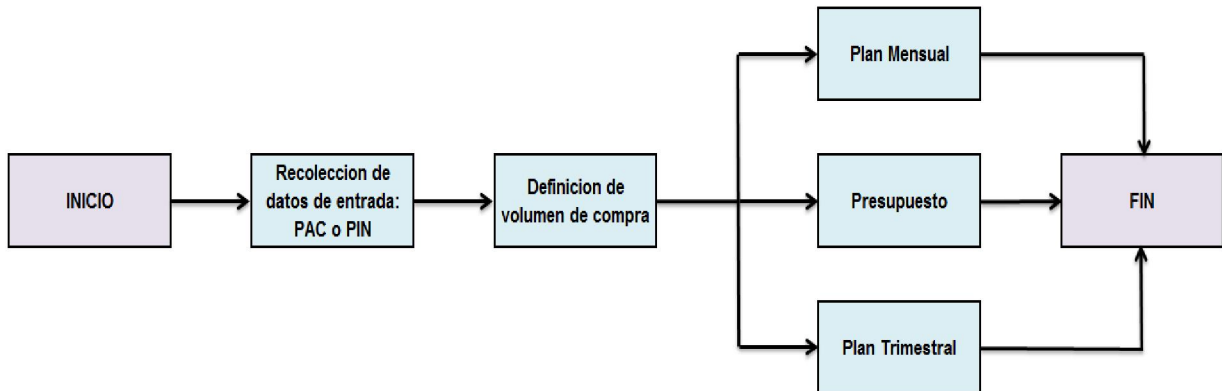 Plan Mensual
INICIO
Recoleccion de
datos de entrada:
PAC o PIN
Definicion de
volumen de compra
Presupuesto
FIN
Plan Trimestral